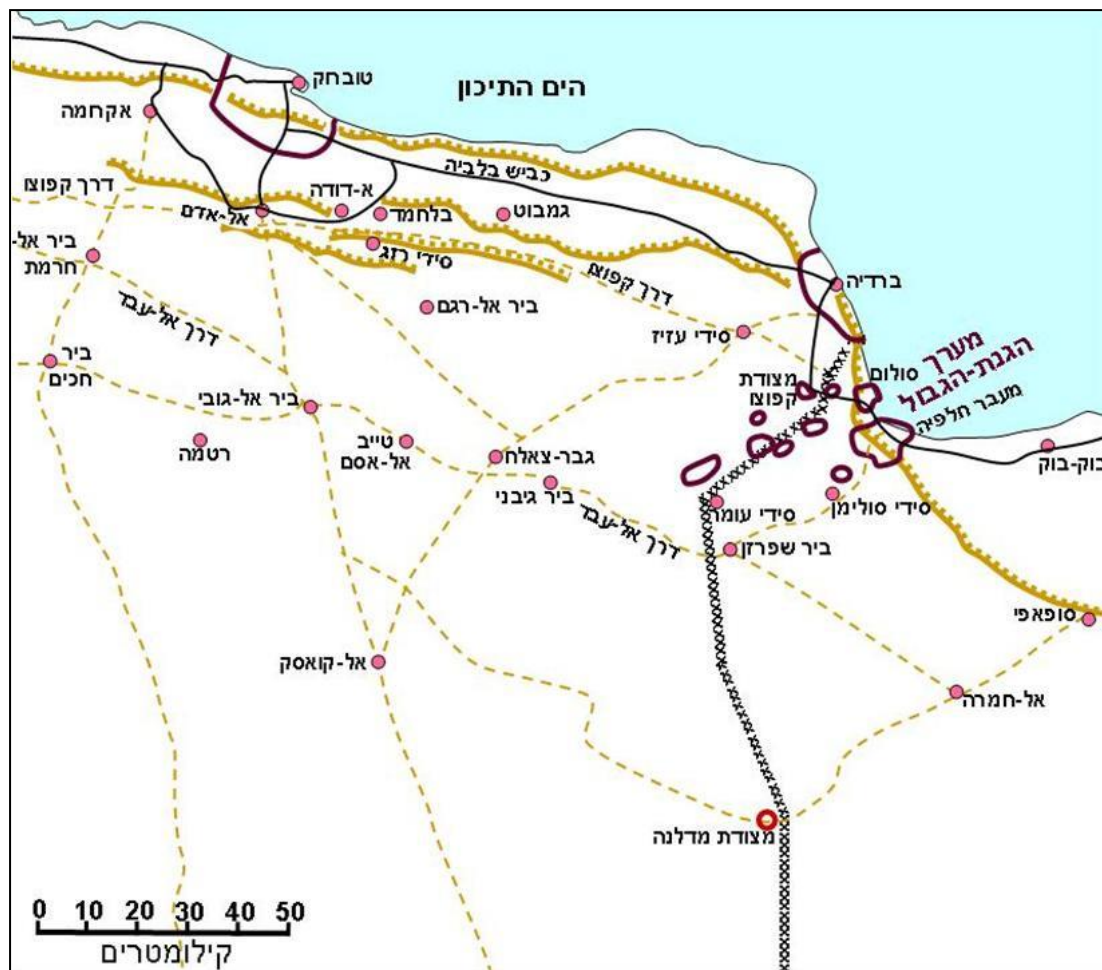 טוברוק
הים התיכון
אקרומה
כביש בלביה
דרך קפוצו
א-דודה
בלחמד
גמבוט
אל-אדם
סידי רזג
ביר אל-
חרמת
דרך קפוצו
ברדיה
דרך אל-עבד
ביר אל-רגם
סידי עזיז
מערך
הגנת-הגבול
סולום
מעבר חלפיה
מצודת
קפוצו
ביר
חכים
ביר אל-גובי
רטמה
טייב
אל-אסם
גבר-צאלח
בוק-בוק
ביר גיבני
סידי עומר
סידי סולימן
דרך אל-עבד
ביר שפרזן
סופאפי
אל-קואסק
אל-חמרה
מצודת מדלנה
0 10 20 30 40 50
קילומטרים